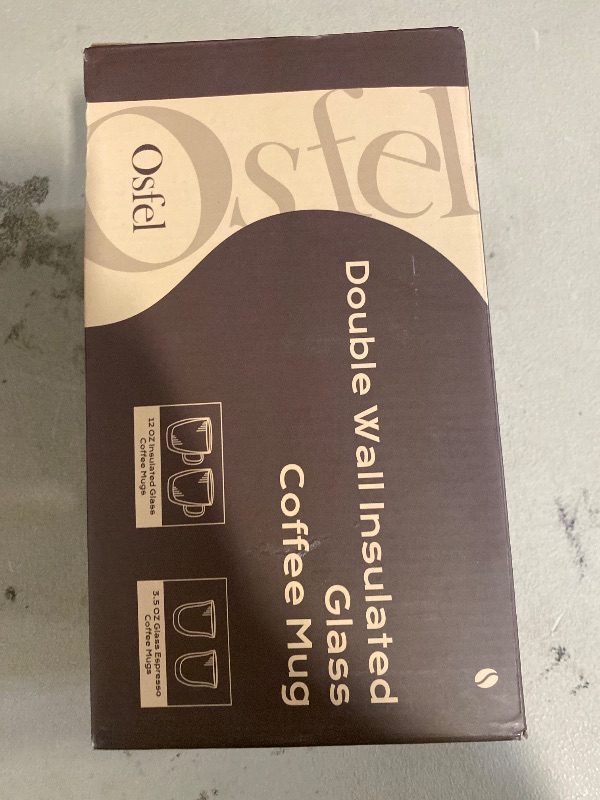 Osfel
Osfel
Double Wall Insulated
Glass
Coffee Mug
12 OZ Insulated Glass
Coffee Mugs
3.5 OZ Glass Espresso
Coffee Mugs